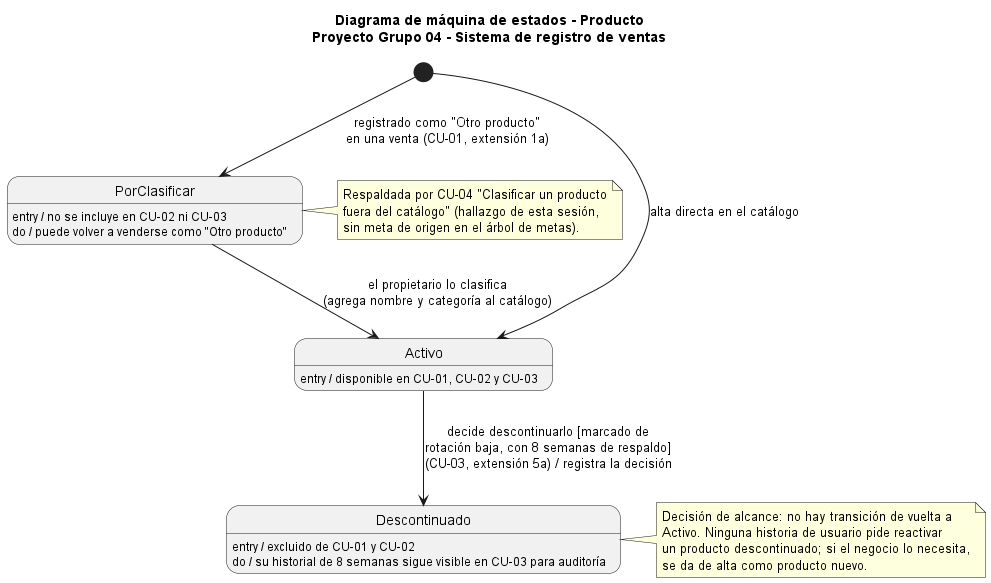 Diagrama de máquina de estados - Producto
Proyecto Grupo 04 - Sistema de registro de ventas
registrado como "Otro producto"
en una venta (CU-01, extensión 1a)
PorClasificar
entry / no se incluye en CU-02 ni CU-03
do / puede volver a venderse como "Otro producto"
Respaldada por CU-04 "Clasificar un producto
fuera del catálogo" (hallazgo de esta sesión,
sin meta de origen en el árbol de metas).
alta directa en el catálogo
el propietario lo clasifica
(agrega nombre y categoría al catálogo)
Activo
entry / disponible en CU-01, CU-02 y CU-03
decide descontinuarlo [marcado de
rotación baja, con 8 semanas de respaldo]
(CU-03, extensión 5a) / registra la decisión
Descontinuado
entry / excluido de CU-01 y CU-02
do / su historial de 8 semanas sigue visible en CU-03 para auditoría
Decisión de alcance: no hay transición de vuelta a
Activo. Ninguna historia de usuario pide reactivar
un producto descontinuado; si el negocio lo necesita,
se da de alta como producto nuevo.